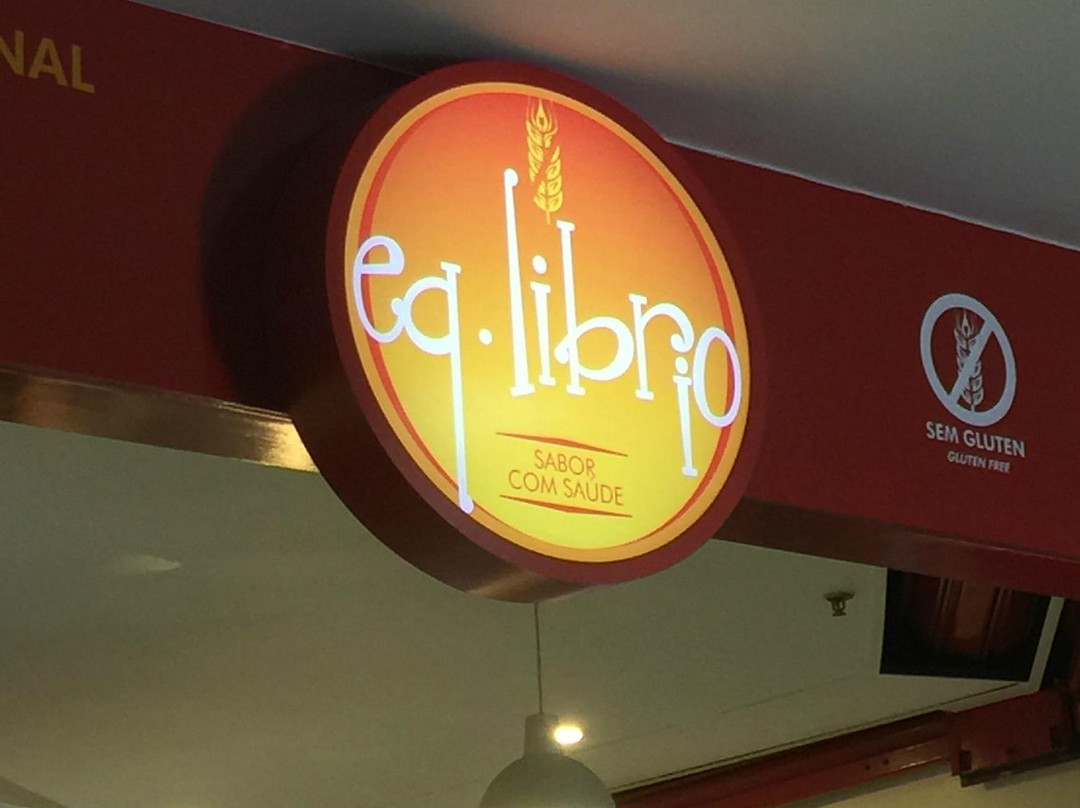 NAL
eq.librio
SABOR
COM SAÚDE
SEM GLUTEN
GLUTEN FREE